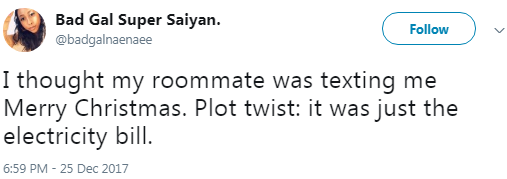 Bad Gal Super Saiyan.
@badgalnaenaee
Follow
I thought my roommate was texting me
Merry Christmas. Plot twist: it was just the
electricity bill.
6:59 PM - 25 Dec 2017